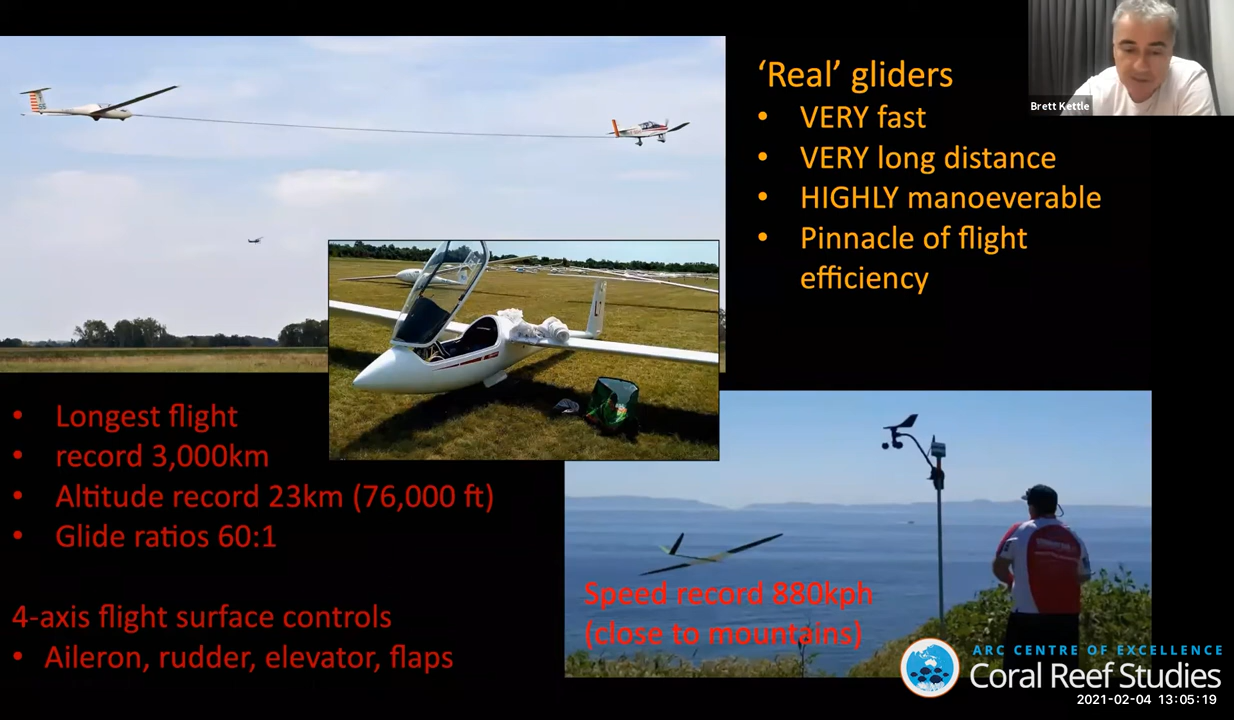 Brett Kettle
‘Real’ gliders
• VERY fast
• VERY long distance
• HIGHLY manoeverable
• Pinnacle of flight
efficiency
• Longest flight
• record 3,000km
• Altitude record 23km (76,000 ft)
• Glide ratios 60:1
4-axis flight surface controls
• Aileron, rudder, elevator, flaps
Speed record 880kph
(close to mountains)
ARC CENTRE OF EXCELLENCE
Coral Reef Studies
2021-02-04 13:05:19